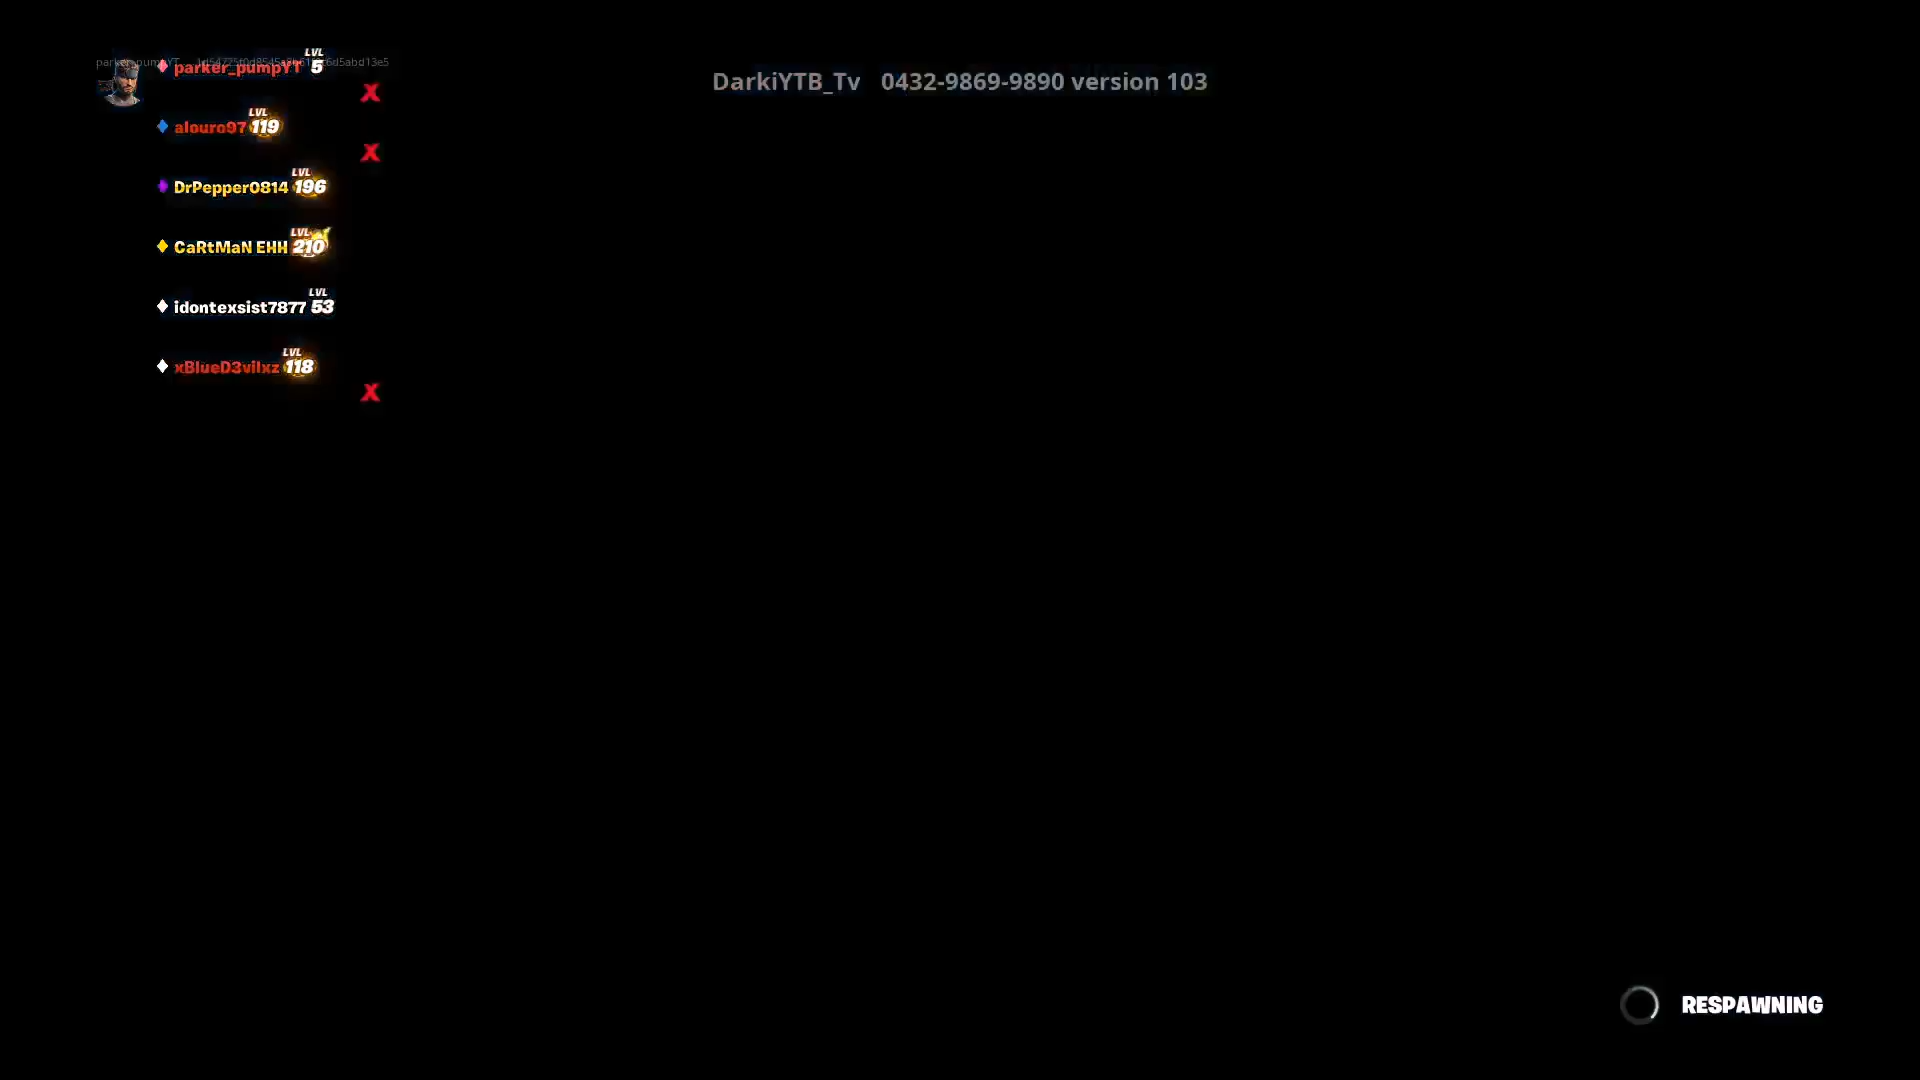 parker_pumpYT
LVL
parker_pumpYT 5
X
LVL
alouro97 119
X
LVL
DrPepper0814 196
LVL
CaRtMaN EHH 210
LVL
idontexsist7877 53
LVL
xBlueD3vilxz 118
X
DarkiYTB_Tv 0432-9869-9890 version 103
RESPAWNING